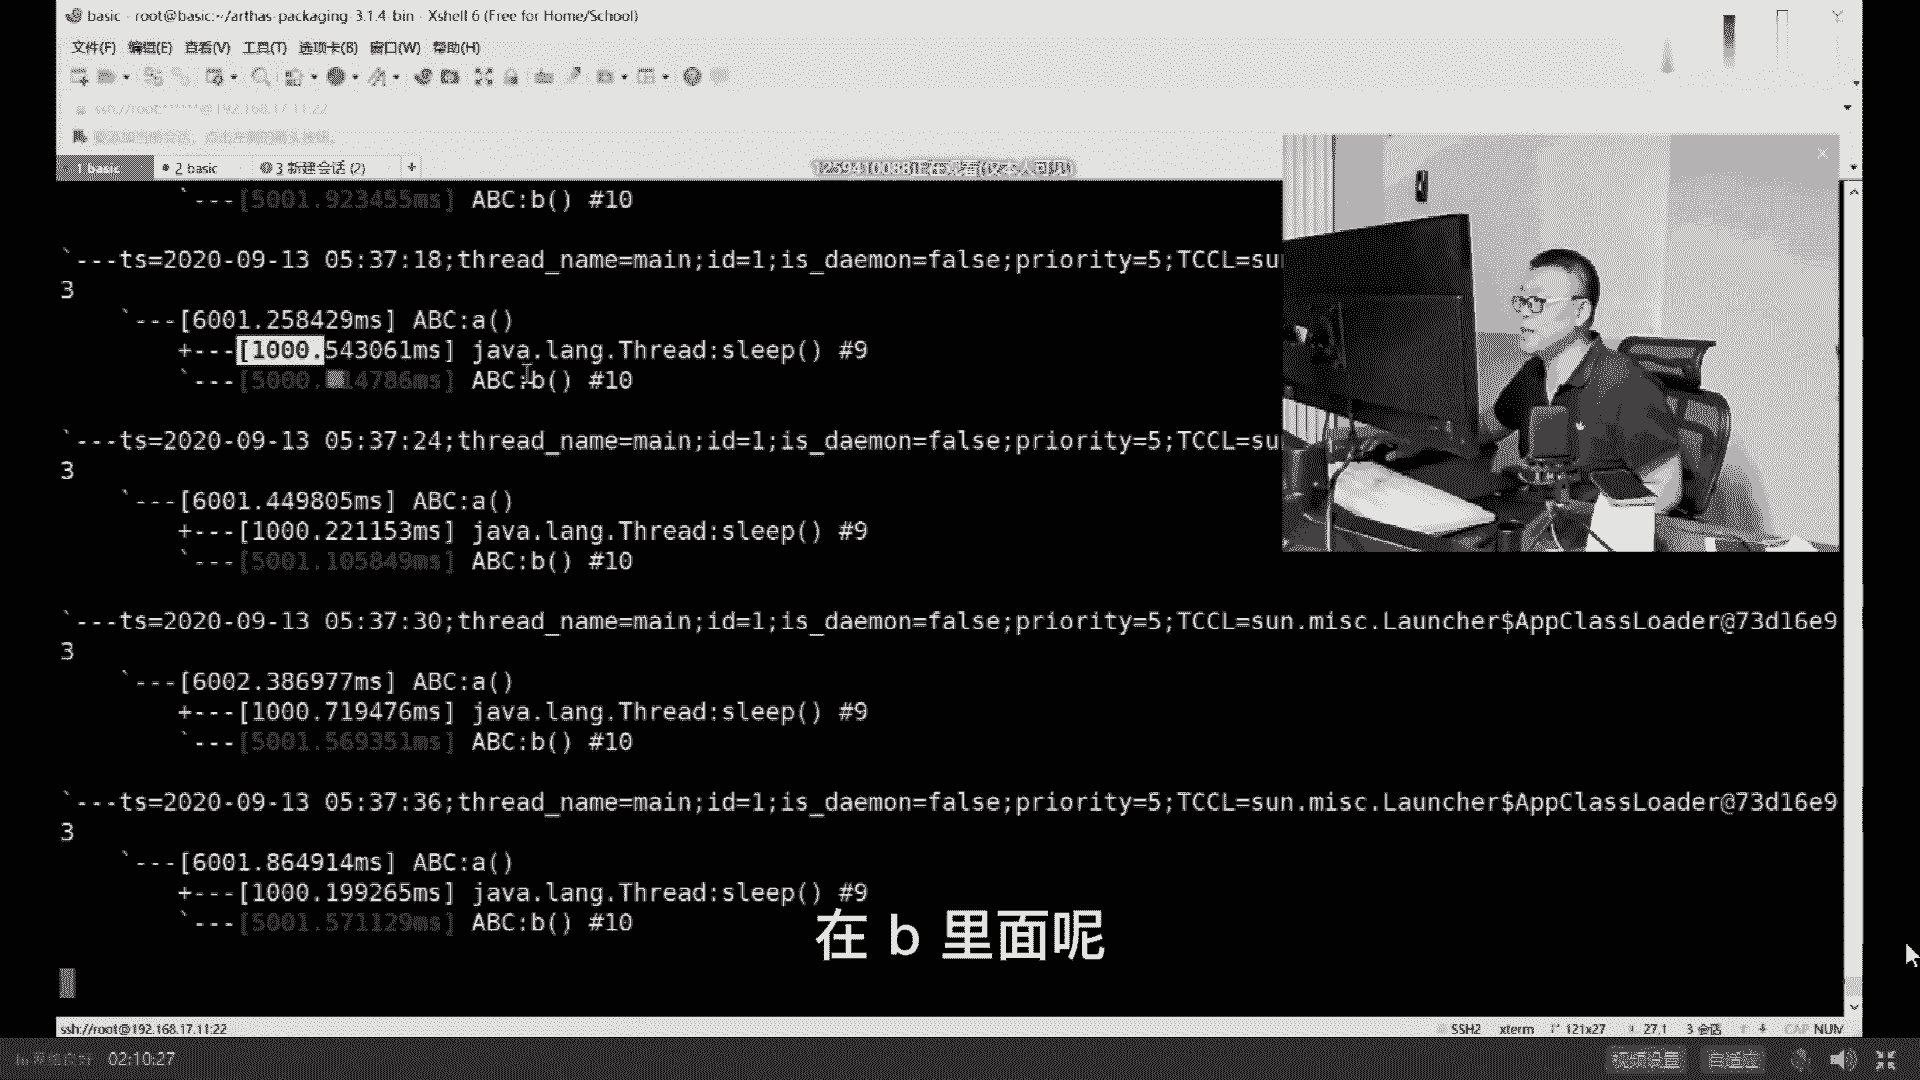 basic - root@basic:~/arthas-packaging-3.1.4-bin - Xshell 6 (Free for Home/School)
文件(F) 编辑(E) 查看(V) 工具(T) 选项卡(B) 窗口(W) 帮助(H)
ssh://root******@192.168.17.11:22
1 basic
2 basic
3 新建会话 (2)
+
`---[5001.923455ms] ABC:b() #10
`---ts=2020-09-13 05:37:18;thread_name=main;id=1;is_daemon=false;priority=5;TCCL=su
3
`---[6001.258429ms] ABC:a()
+---[1000.543061ms] java.lang.Thread:sleep() #9
`---[5000. 14786ms] ABC:b() #10
`---ts=2020-09-13 05:37:24;thread_name=main;id=1;is_daemon=false;priority=5;TCCL=su
3
`---[6001.449805ms] ABC:a()
+---[1000.221153ms] java.lang.Thread:sleep() #9
`---[5001.105849ms] ABC:b() #10
`---ts=2020-09-13 05:37:30;thread_name=main;id=1;is_daemon=false;priority=5;TCCL=sun.misc.Launcher$AppClassLoader@73d16e9
3
`---[6002.386977ms] ABC:a()
+---[1000.719476ms] java.lang.Thread:sleep() #9
`---[5001.569351ms] ABC:b() #10
`---ts=2020-09-13 05:37:36;thread_name=main;id=1;is_daemon=false;priority=5;TCCL=sun.misc.Launcher$AppClassLoader@73d16e9
3
`---[6001.864914ms] ABC:a()
+---[1000.199265ms] java.lang.Thread:sleep() #9
`---[5001.571129ms] ABC:b() #10
在 b 里面呢
ssh://root@192.168.17.11:22
SSH2 xterm 121x27 27,1 3 会话 CAP NUM
02:10:27
视频设置 自适应